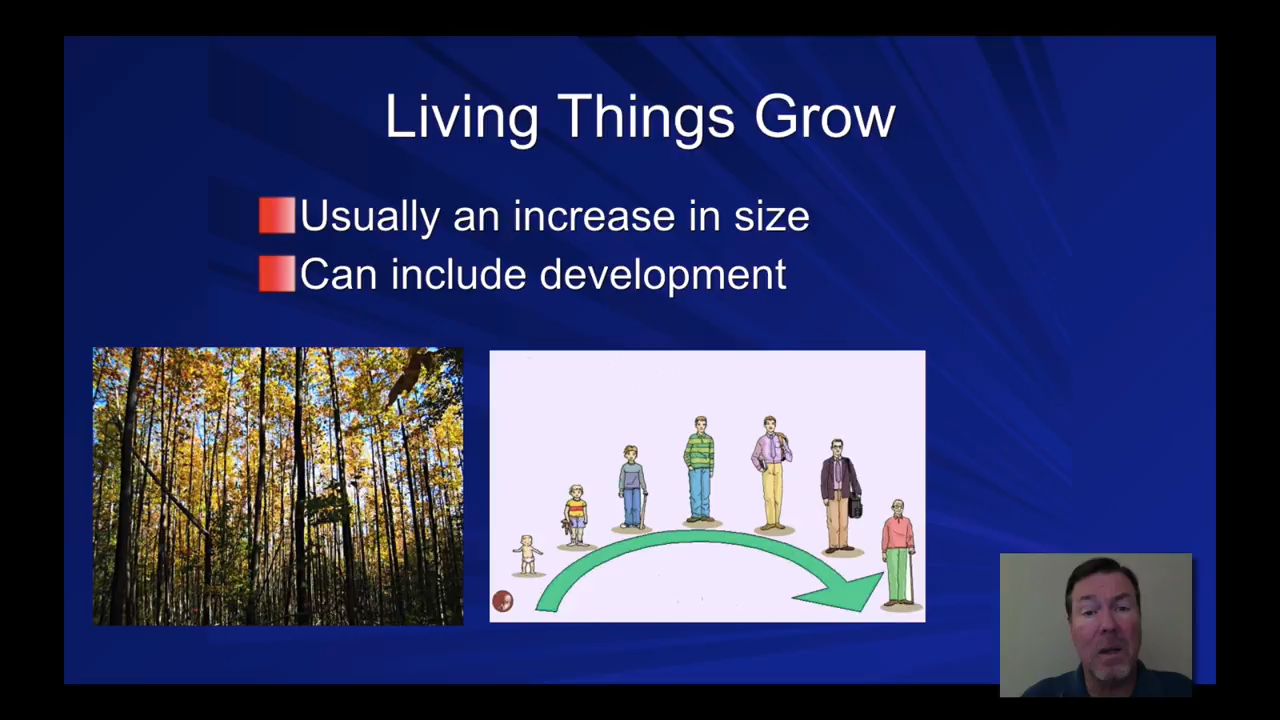 Living Things Grow
Usually an increase in size
Can include development